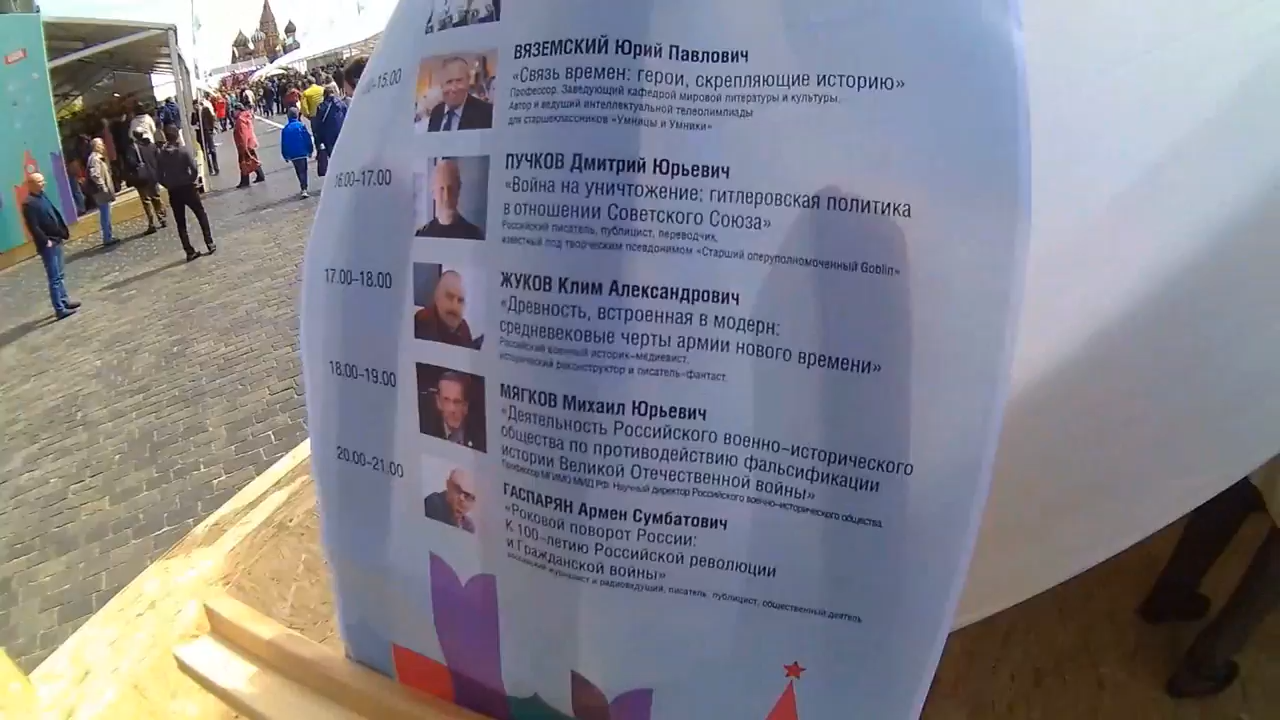 15.00
ВЯЗЕМСКИЙ Юрий Павлович
«Связь времен: герои, скрепляющие историю»
Профессор. Заведующий кафедрой мировой литературы и культуры.
Автор и ведущий интеллектуальной телеолимпиады
для старшеклассников «Умницы и Умники»
16.00–17.00
ПУЧКОВ Дмитрий Юрьевич
«Война на уничтожение: гитлеровская политика
в отношении Советского Союза»
Российский писатель, публицист, переводчик,
известный под творческим псевдонимом «Старший оперуполномоченный Goblin»
17.00–18.00
ЖУКОВ Клим Александрович
«Древность, встроенная в модерн:
средневековые черты армии нового времени»
Российский военный историк-медиевист,
исторический реконструктор и писатель-фантаст.
18.00–19.00
МЯГКОВ Михаил Юрьевич
«Деятельность Российского военно-исторического
общества по противодействию фальсификации
истории Великой Отечественной войны»
Профессор МГИМО МИД РФ. Научный директор Российского военно-исторического общества
20.00–21.00
ГАСПАРЯН Армен Сумбатович
«Роковой поворот России:
К 100-летию Российской революции
и Гражданской войны»
российский журналист и радиоведущий, писатель, публицист, общественный деятель